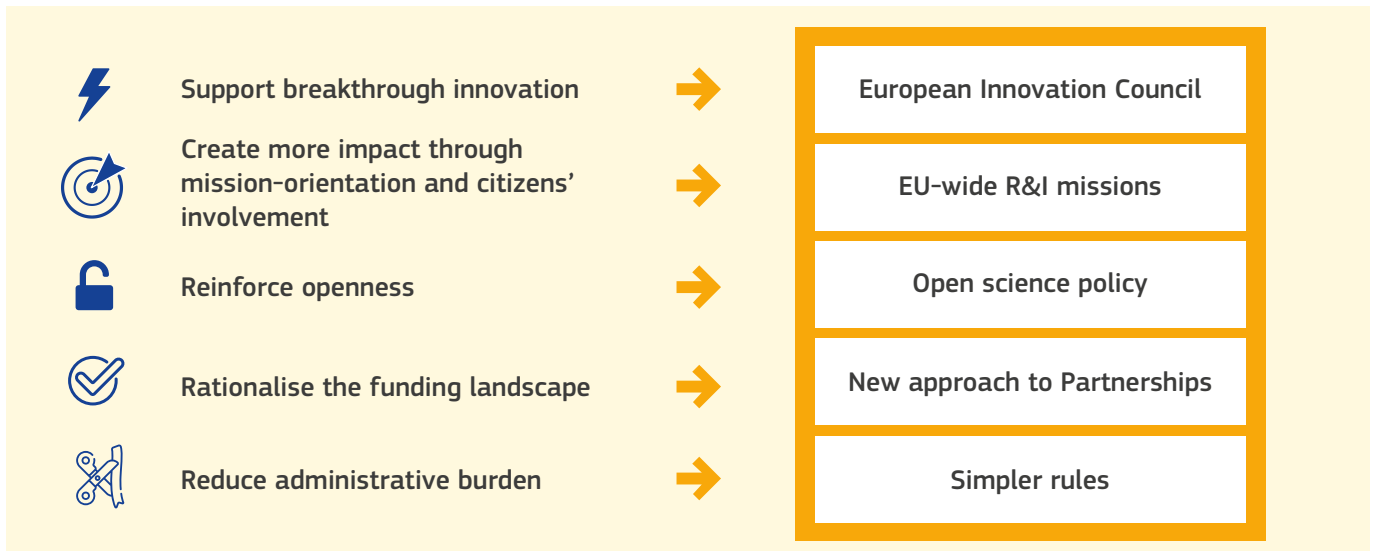 Support breakthrough innovation
European Innovation Council
Create more impact through
mission-orientation and citizens’
involvement
EU-wide R&I missions
Reinforce openness
Open science policy
Rationalise the funding landscape
New approach to Partnerships
Reduce administrative burden
Simpler rules